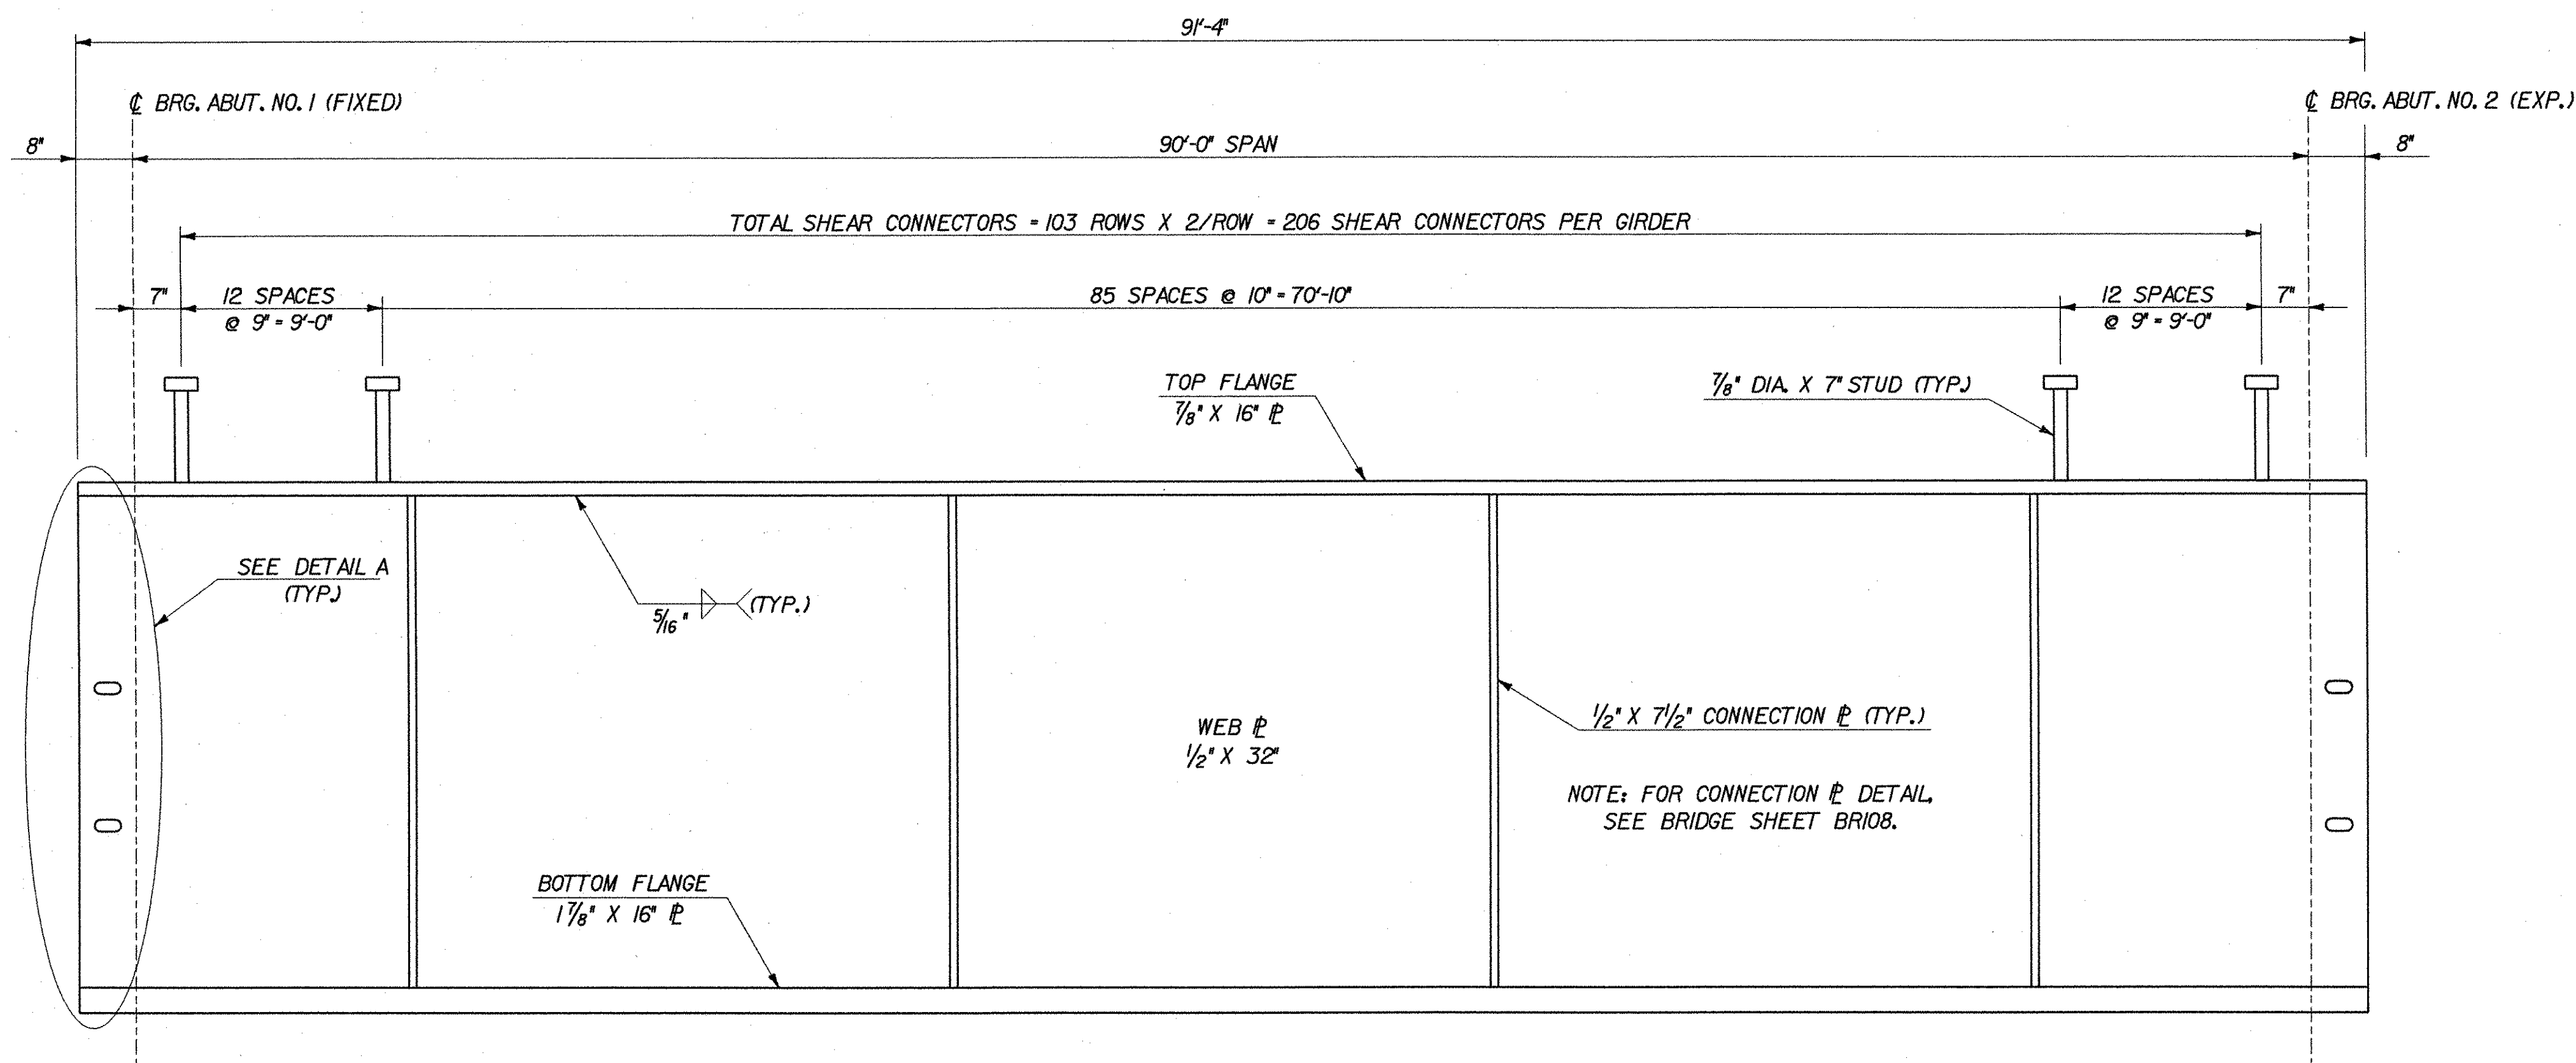 91'-4"
℄ BRG. ABUT. NO. 1 (FIXED)
℄ BRG. ABUT. NO. 2 (EXP.)
8"
90'-0" SPAN
8"
TOTAL SHEAR CONNECTORS = 103 ROWS X 2/ROW = 206 SHEAR CONNECTORS PER GIRDER
7"
12 SPACES
@ 9" = 9'-0"
85 SPACES @ 10" = 70'-10"
12 SPACES
@ 9" = 9'-0"
7"
TOP FLANGE
7/8" X 16" ⅊
7/8" DIA. X 7" STUD (TYP.)
SEE DETAIL A
(TYP.)
5/16" (TYP.)
WEB ⅊
1/2" X 32"
1/2" X 7 1/2" CONNECTION ⅊ (TYP.)
NOTE: FOR CONNECTION ⅊ DETAIL,
SEE BRIDGE SHEET BR108.
BOTTOM FLANGE
1 7/8" X 16" ⅊